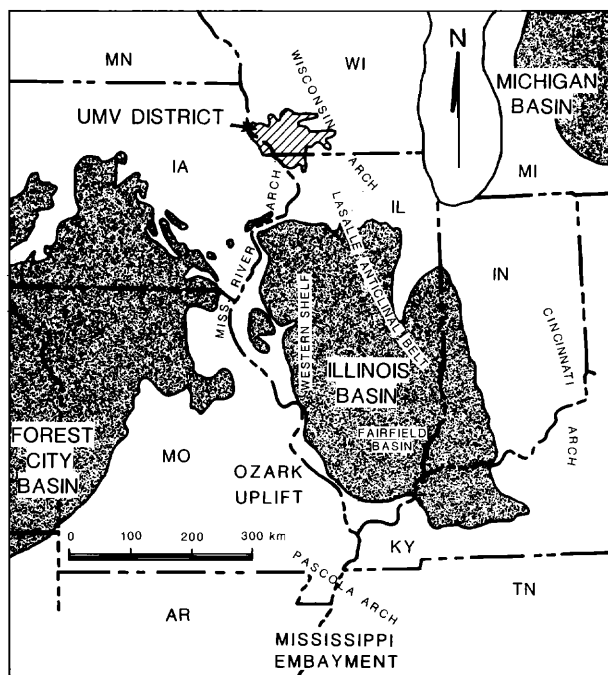 MN
WI
N
MICHIGAN
BASIN
WISCONSIN ARCH
UMV DISTRICT
IA
MI
IL
MISS RIVER ARCH
LASALLE ANTICLINAL BELT
IN
WESTERN SHELF
CINCINNATI ARCH
ILLINOIS
BASIN
FAIRFIELD
BASIN
FOREST
CITY
BASIN
MO
OZARK
UPLIFT
0 100 200 300 km
KY
PASCOLA ARCH
TN
AR
MISSISSIPPI
EMBAYMENT